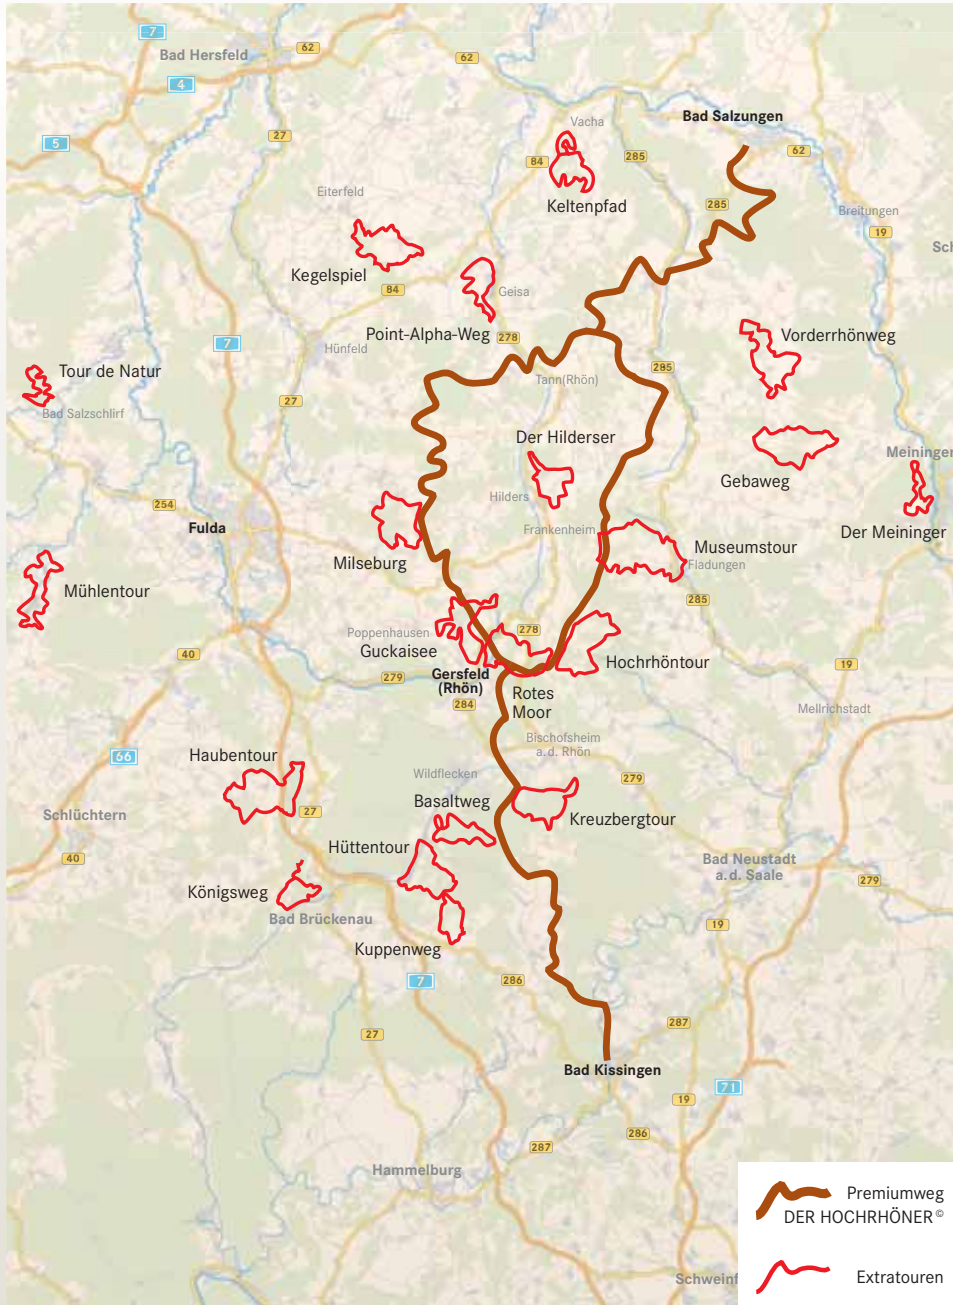 7
Bad Hersfeld
62
62
4
5
27
Vacha
Bad Salzungen
84
285
62
Keltenpfad
Eiterfeld
285
Breitungen
19
Kegelspiel
84
Geisa
Point-Alpha-Weg
278
Vorderrhönweg
7
Hünfeld
Tour de Natur
285
Tann(Rhön)
27
Bad Salzschlirf
Der Hilderser
Meiningen
Gebaweg
Hilders
254
Fulda
Frankenheim
Der Meininger
Museumstour
Milseburg
Fladungen
Mühlentour
285
Poppenhausen
278
Guckaisee
40
Hochrhöntour
19
279
Gersfeld
(Rhön)
Rotes
Moor
284
Mellrichstadt
Bischofsheim
a.d. Rhön
66
Haubentour
Wildflecken
279
Basaltweg
27
Schlüchtern
Kreuzbergtour
Hüttentour
40
Bad Neustadt
a.d. Saale
279
Königsweg
Bad Brückenau
19
Kuppenweg
7
286
287
27
Bad Kissingen
71
19
286
287
Hammelburg
Premiumweg
DER HOCHRHÖNER©
Extratouren
Schweinf